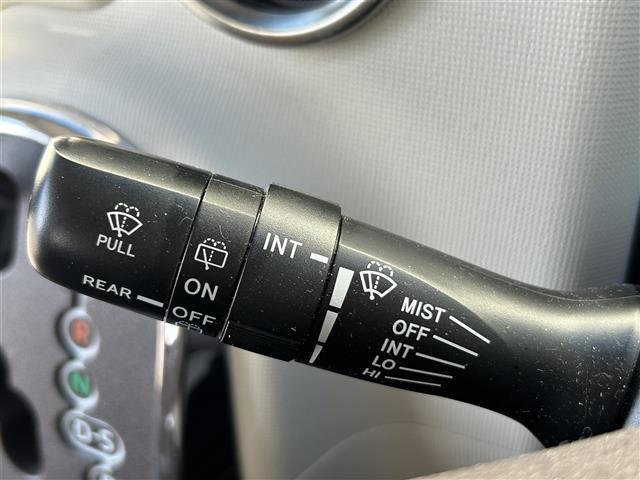 PULL
REAR
ON
OFF
INT
MIST
OFF
INT
LO
HI
R
N
D-S